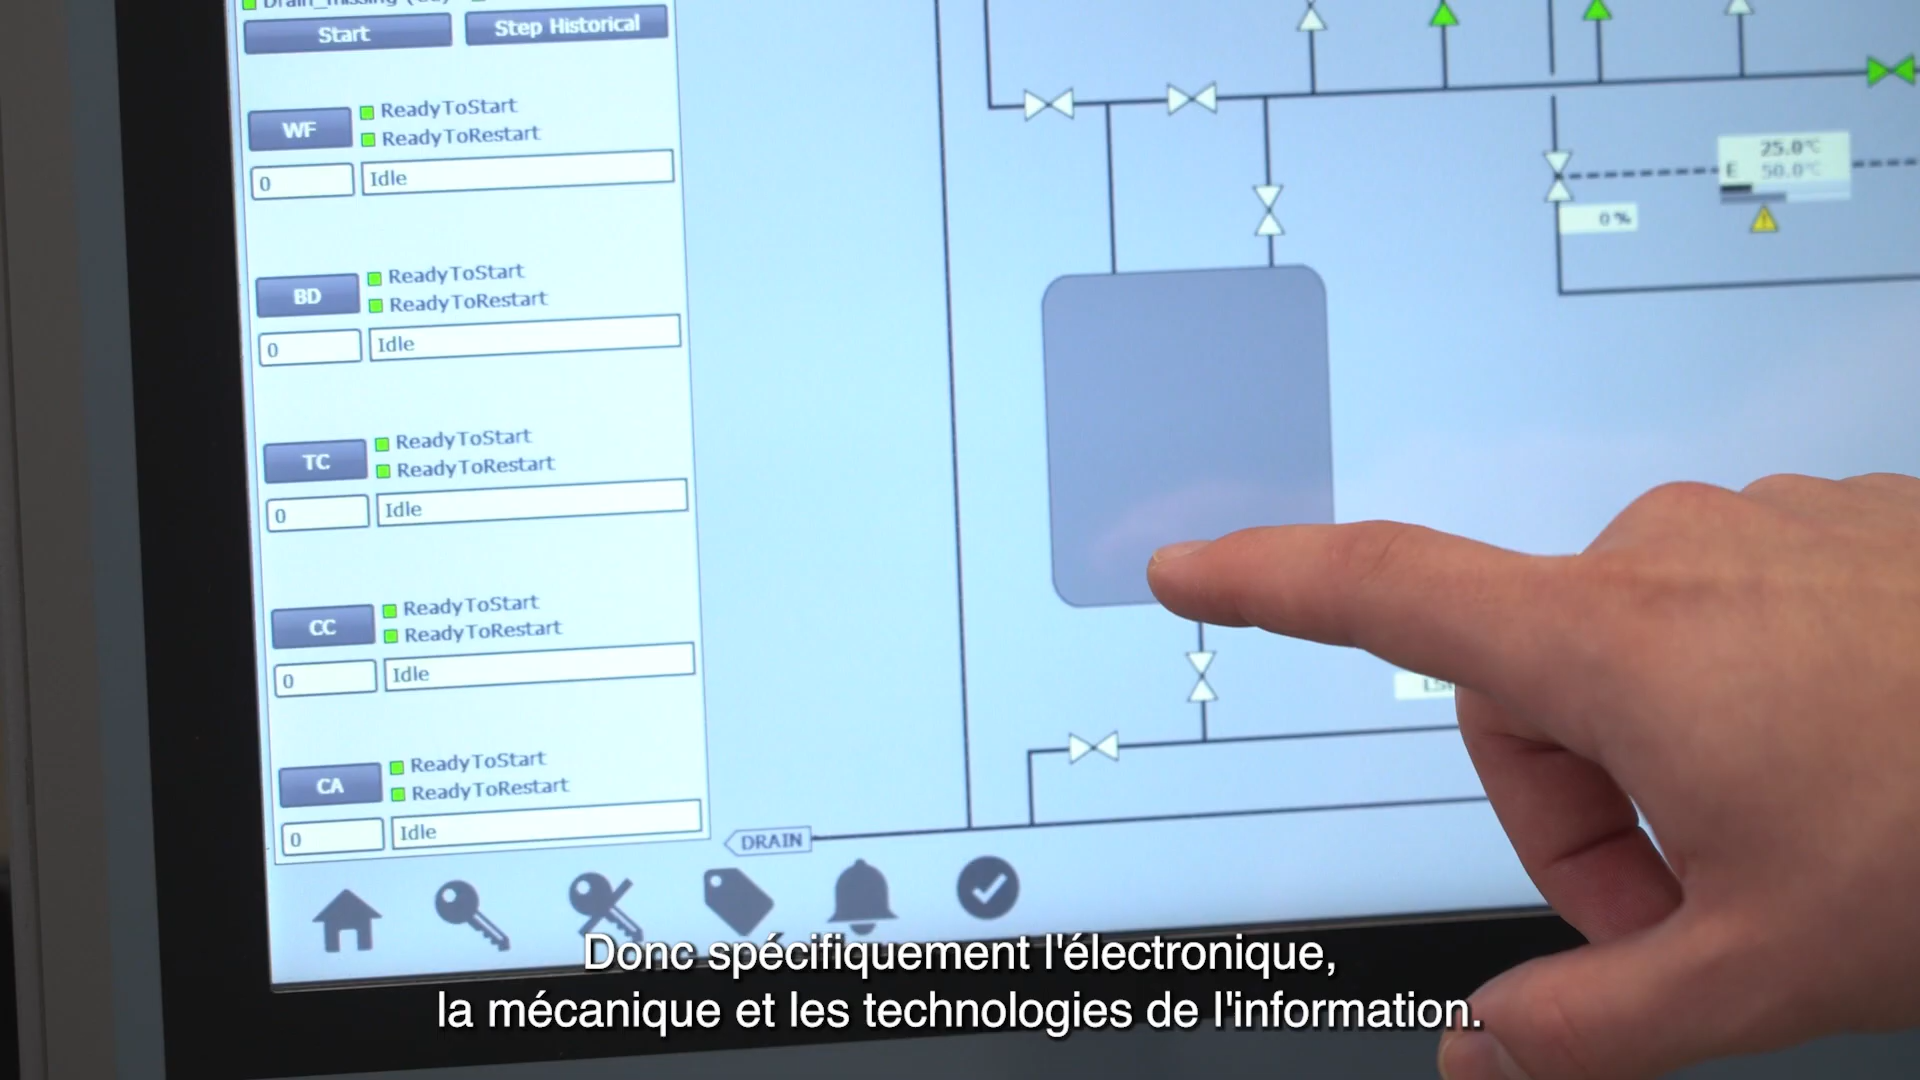 Start
Step Historical
WF
ReadyToStart
ReadyToRestart
0
Idle
BD
ReadyToStart
ReadyToRestart
0
Idle
TC
ReadyToStart
ReadyToRestart
0
Idle
CC
ReadyToStart
ReadyToRestart
0
Idle
CA
ReadyToStart
ReadyToRestart
0
Idle
25.0°C
E 50.0°C
0 %
DRAIN
Donc spécifiquement l'électronique,
la mécanique et les technologies de l'information.